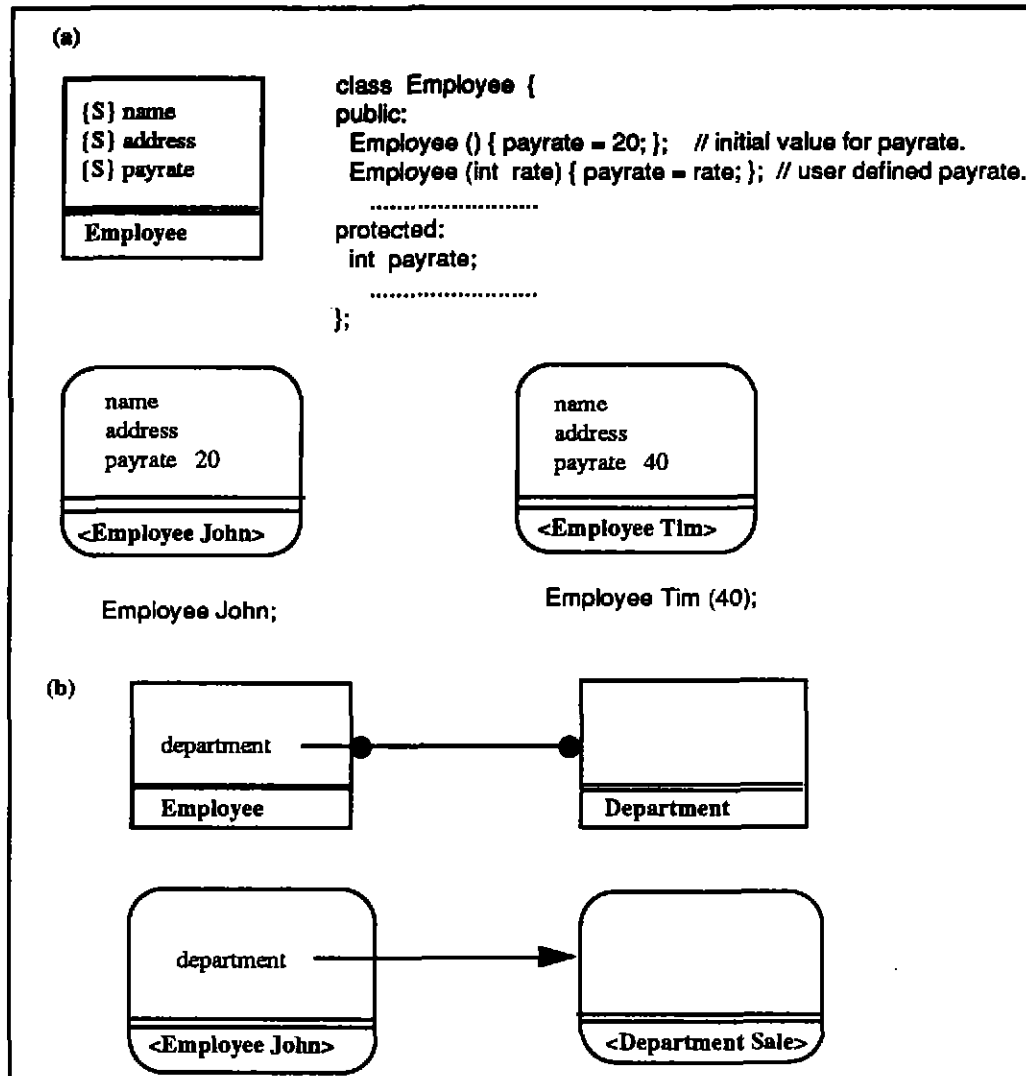 (a)
{S} name
{S} address
{S} payrate
Employee
class Employee {
public:
Employee () { payrate = 20; }; // initial value for payrate.
Employee (int rate) { payrate = rate; }; // user defined payrate.
.........................
protected:
int payrate;
.........................
};
name
address
payrate 20
<Employee John>
Employee John;
name
address
payrate 40
<Employee Tim>
Employee Tim (40);
(b)
department
Employee
Department
department
<Employee John>
<Department Sale>